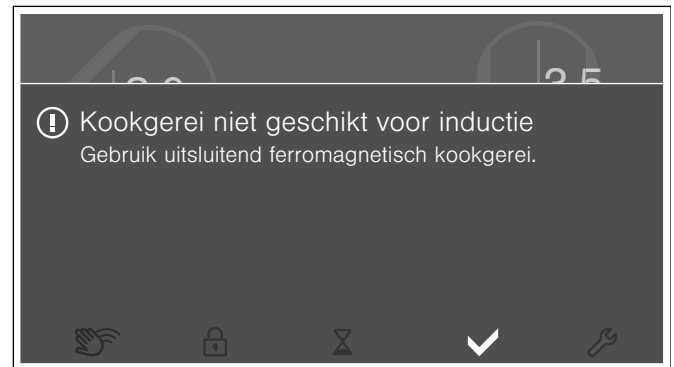 Kookgerei niet geschikt voor inductie
Gebruik uitsluitend ferromagnetisch kookgerei.